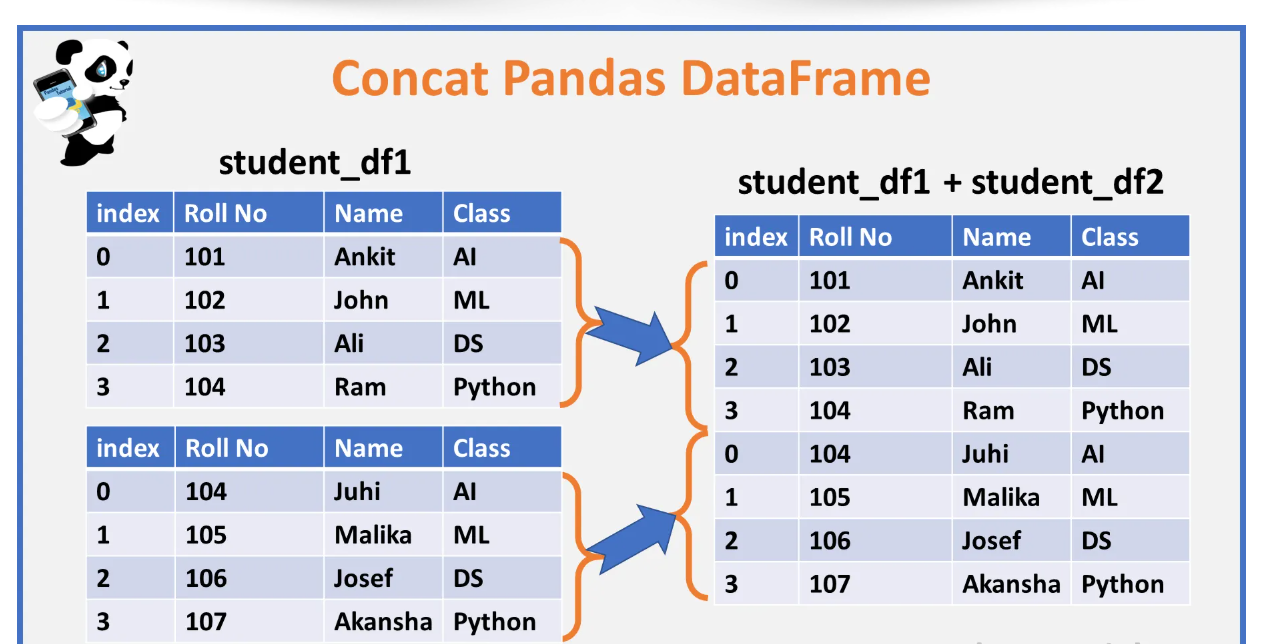 Concat Pandas DataFrame
student_df1
index Roll No Name Class
0 101 Ankit AI
1 102 John ML
2 103 Ali DS
3 104 Ram Python
index Roll No Name Class
0 104 Juhi AI
1 105 Malika ML
2 106 Josef DS
3 107 Akansha Python
student_df1 + student_df2
index Roll No Name Class
0 101 Ankit AI
1 102 John ML
2 103 Ali DS
3 104 Ram Python
0 104 Juhi AI
1 105 Malika ML
2 106 Josef DS
3 107 Akansha Python